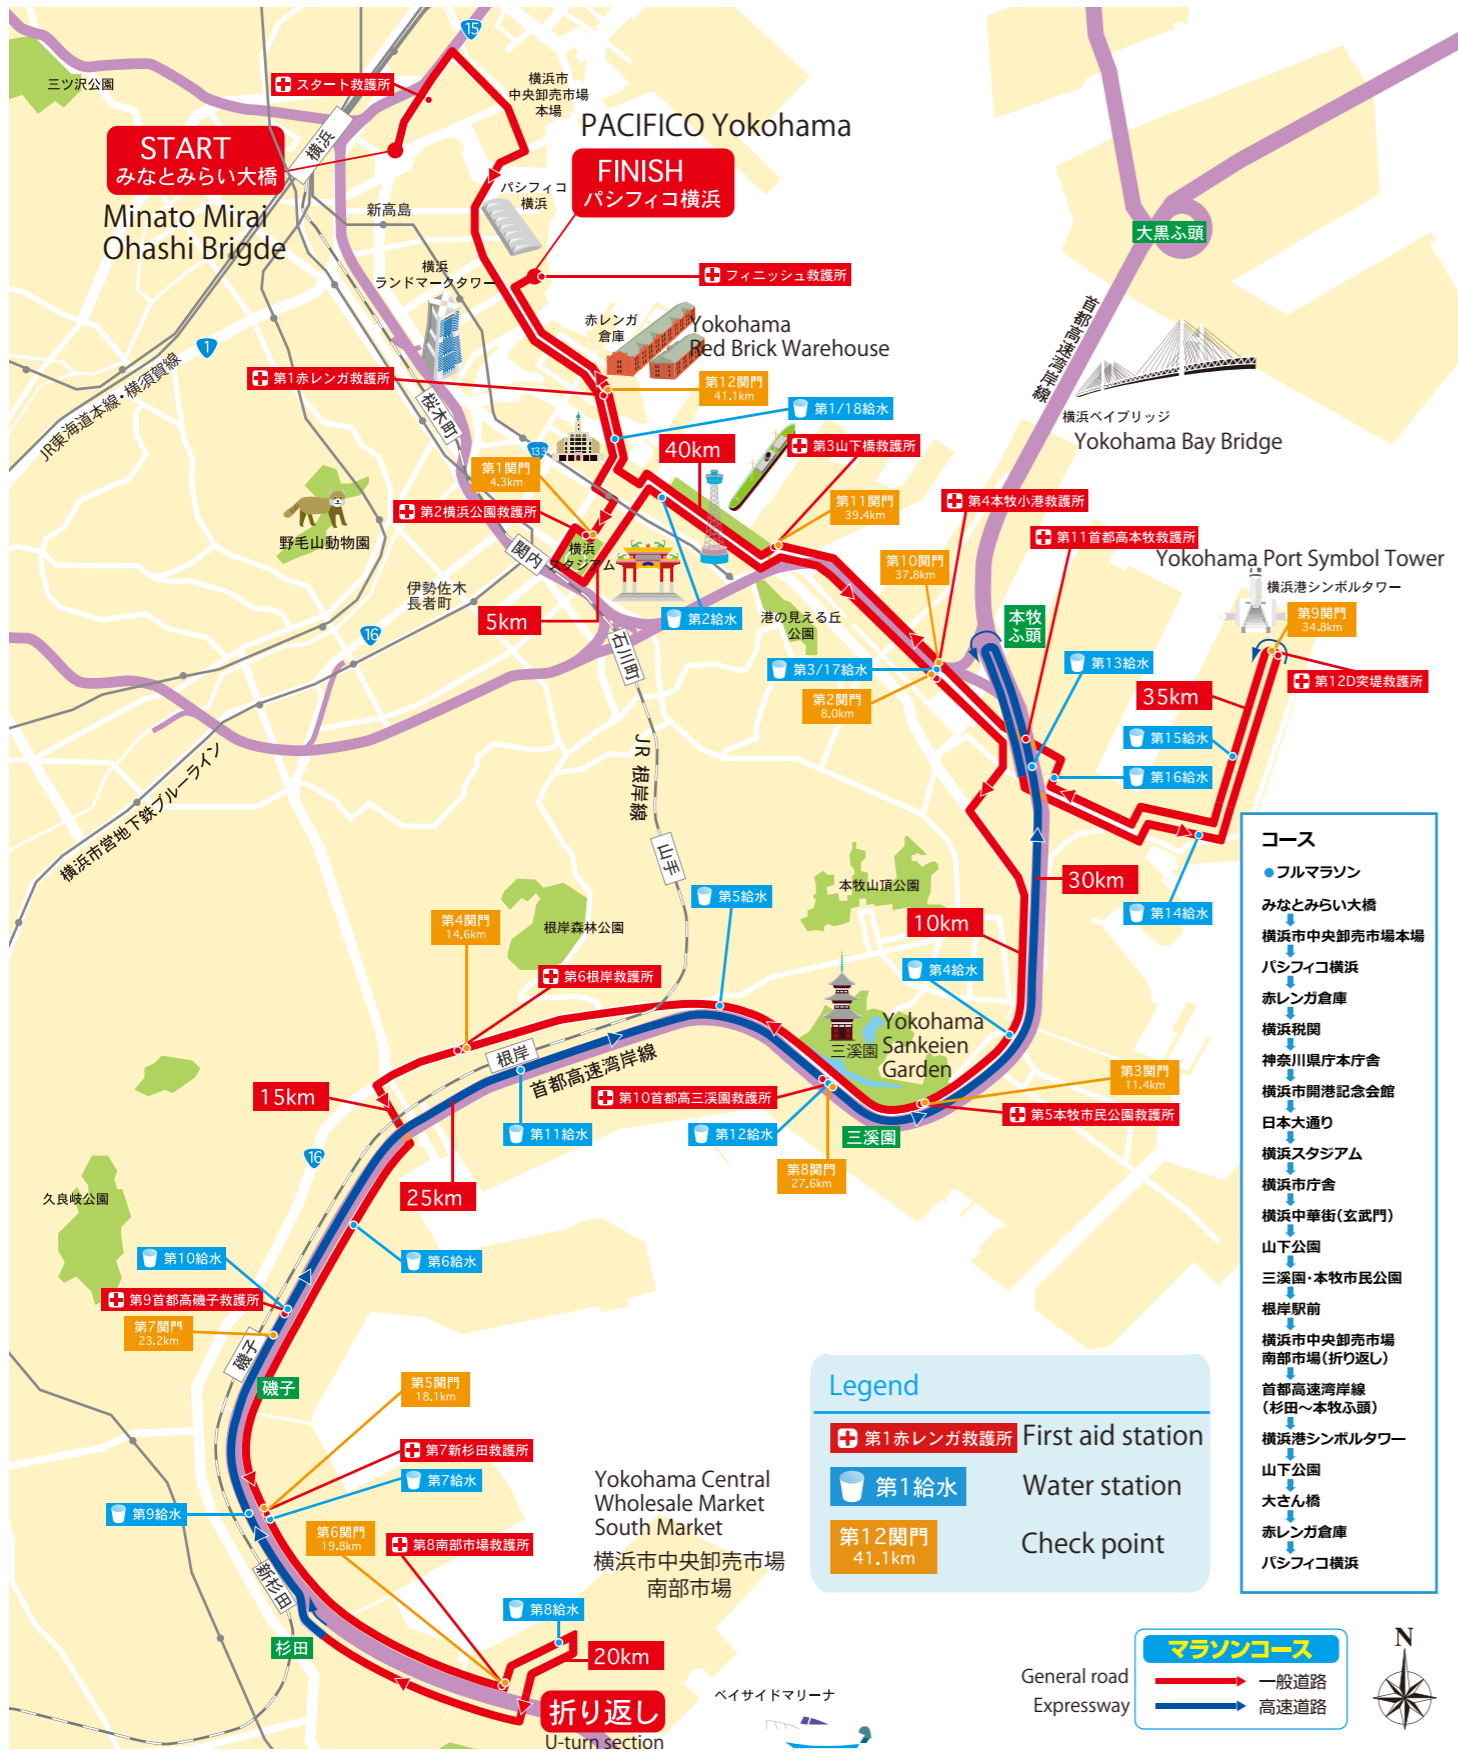 15
三ツ沢公園
スタート救護所
横浜市
中央卸売市場
本場
START
みなとみらい大橋
Minato Mirai
Ohashi Brigde
横浜
PACIFICO Yokohama
FINISH
パシフィコ横浜
パシフィコ
横浜
新高島
大黒ふ頭
横浜
ランドマークタワー
フィニッシュ救護所
赤レンガ
倉庫
Yokohama
Red Brick Warehouse
首都高速湾岸線
1
JR東海道本線・横須賀線
第1赤レンガ救護所
第12関門
41.1km
桜木町
第1/18給水
横浜ベイブリッジ
Yokohama Bay Bridge
133
40km
第3山下橋救護所
第1関門
4.3km
第11関門
39.4km
第4本牧小港救護所
第2横浜公園救護所
第11首都高本牧救護所
野毛山動物園
関内
横浜
スタジアム
第10関門
37.8km
Yokohama Port Symbol Tower
横浜港シンボルタワー
伊勢佐木
長者町
5km
第2給水
港の見える丘
公園
本牧
ふ頭
第9関門
34.8km
16
石川町
第3/17給水
第13給水
第12D突堤救護所
第2関門
8.0km
35km
第15給水
第16給水
JR 根岸線
横浜市営地下鉄ブルーライン
山手
本牧山頂公園
30km
第14給水
第5給水
第4関門
14.6km
根岸森林公園
10km
第6根岸救護所
第4給水
Yokohama
Sankeien
Garden
三溪園
根岸
首都高速湾岸線
15km
第10首都高三溪園救護所
第3関門
11.4km
第5本牧市民公園救護所
第11給水
第12給水
三溪園
16
第8関門
27.6km
25km
久良岐公園
第10給水
第6給水
第9首都高磯子救護所
第7関門
23.2km
磯子
磯子
第5関門
18.1km
第7新杉田救護所
第7給水
第9給水
第6関門
19.8km
第8南部市場救護所
Yokohama Central
Wholesale Market
South Market
横浜市中央卸売市場
南部市場
新杉田
第8給水
杉田
20km
折り返し
U-turn section
ベイサイドマリーナ
コース
フルマラソン
みなとみらい大橋
横浜市中央卸売市場本場
パシフィコ横浜
赤レンガ倉庫
横浜税関
神奈川県庁本庁舎
横浜市開港記念会館
日本大通り
横浜スタジアム
横浜市庁舎
横浜中華街(玄武門)
山下公園
三溪園・本牧市民公園
根岸駅前
横浜市中央卸売市場
南部市場(折り返し)
首都高速湾岸線
(杉田〜本牧ふ頭)
横浜港シンボルタワー
山下公園
大さん橋
赤レンガ倉庫
パシフィコ横浜
Legend
第1赤レンガ救護所 First aid station
第1給水 Water station
第12関門
41.1km
Check point
マラソンコース
General road 一般道路
Expressway 高速道路
N